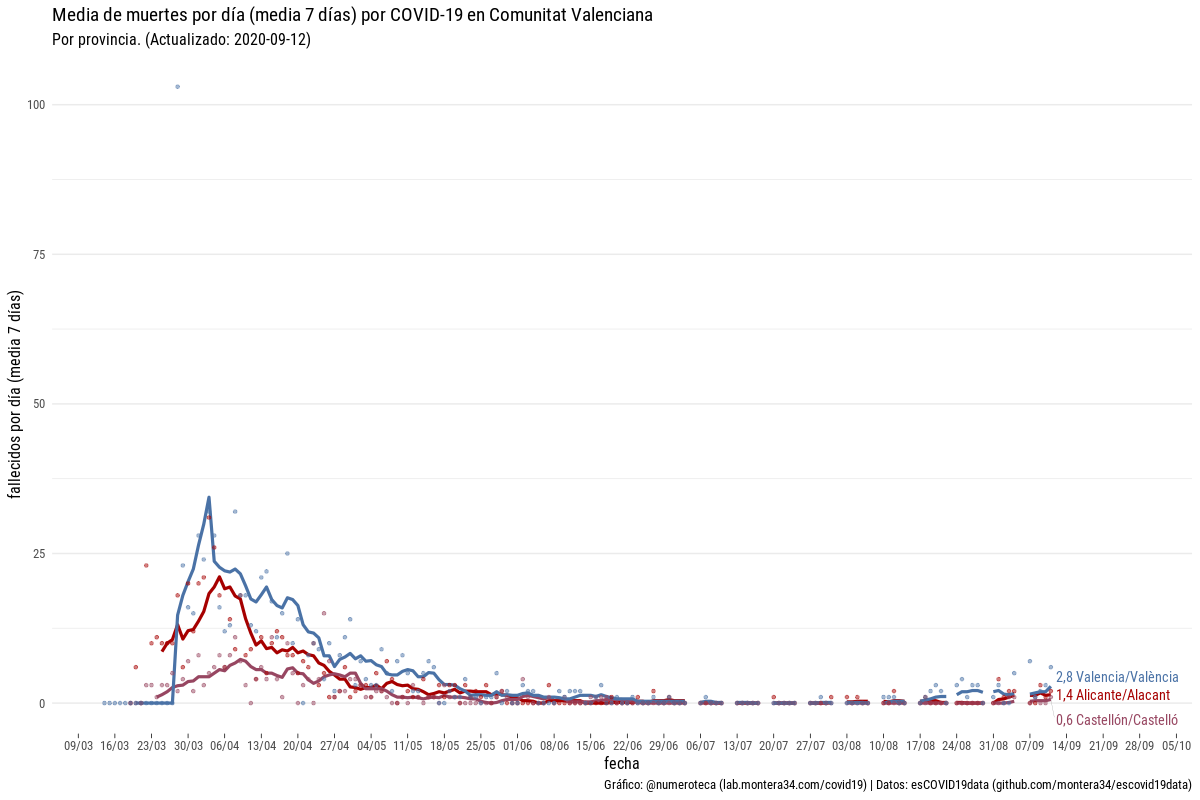 Media de muertes por día (media 7 días) por COVID-19 en Comunitat Valenciana
Por provincia. (Actualizado: 2020-09-12)
fallecidos por día (media 7 días)
100
75
50
25
0
2,8 Valencia/València
1,4 Alicante/Alacant
0,6 Castellón/Castelló
09/03 16/03 23/03 30/03 06/04 13/04 20/04 27/04 04/05 11/05 18/05 25/05 01/06 08/06 15/06 22/06 29/06 06/07 13/07 20/07 27/07 03/08 10/08 17/08 24/08 31/08 07/09 14/09 21/09 28/09 05/10
fecha
Gráfico: @numeroteca (lab.montera34.com/covid19) | Datos: esCOVID19data (github.com/montera34/escovid19data)